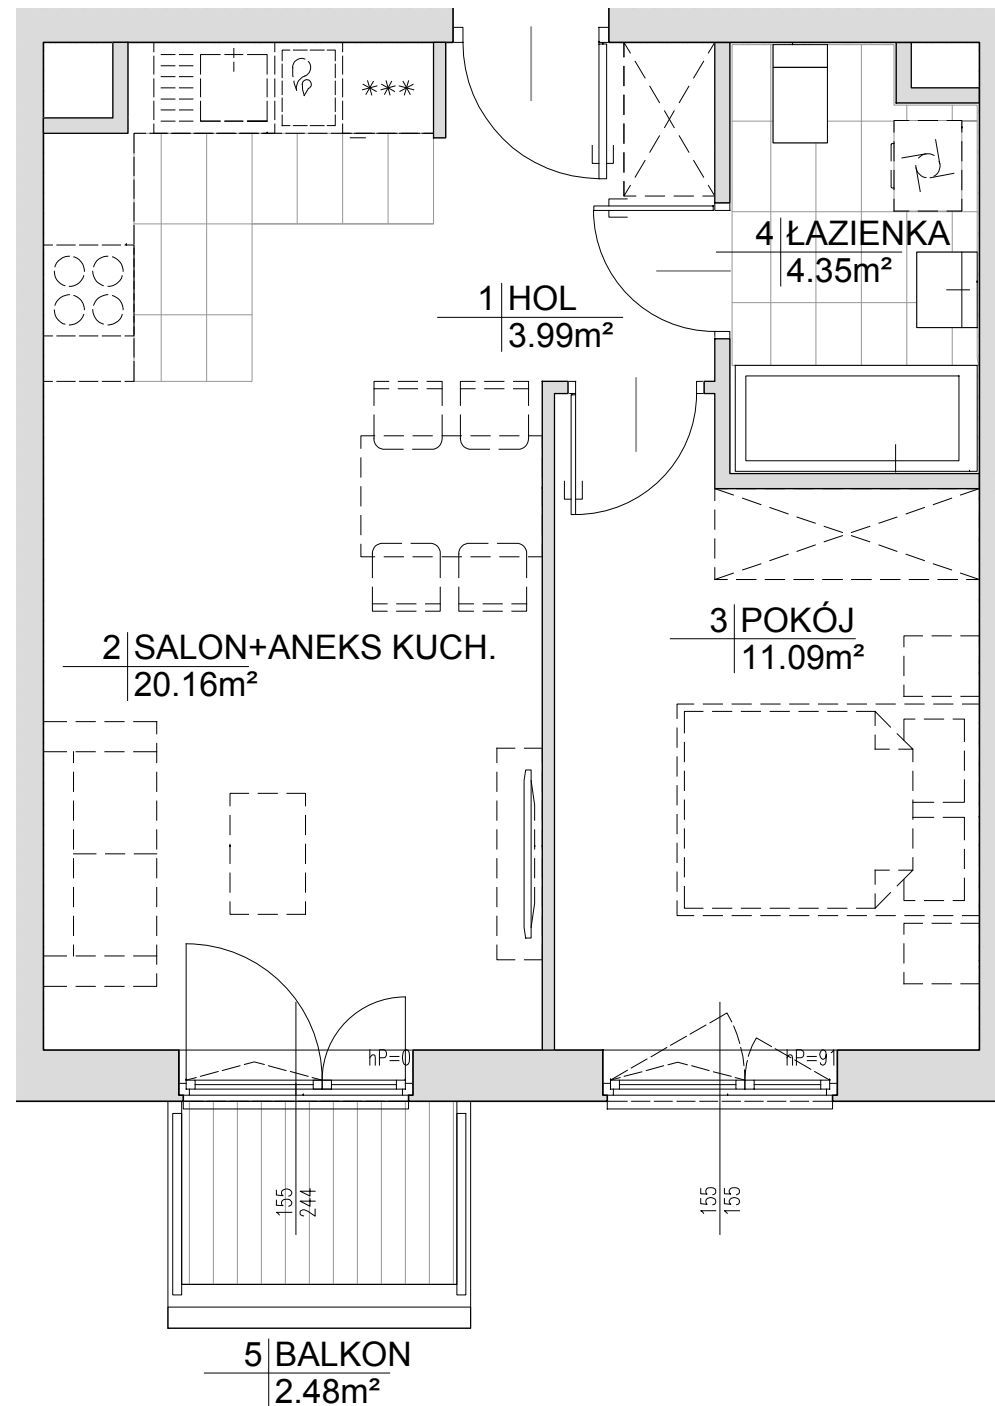 ***
4 ŁAZIENKA
4.35m²
1 HOL
3.99m²
3 POKÓJ
11.09m²
2 SALON+ANEKS KUCH.
20.16m²
hP=0
hP=91
155
244
155
155
5 BALKON
2.48m²